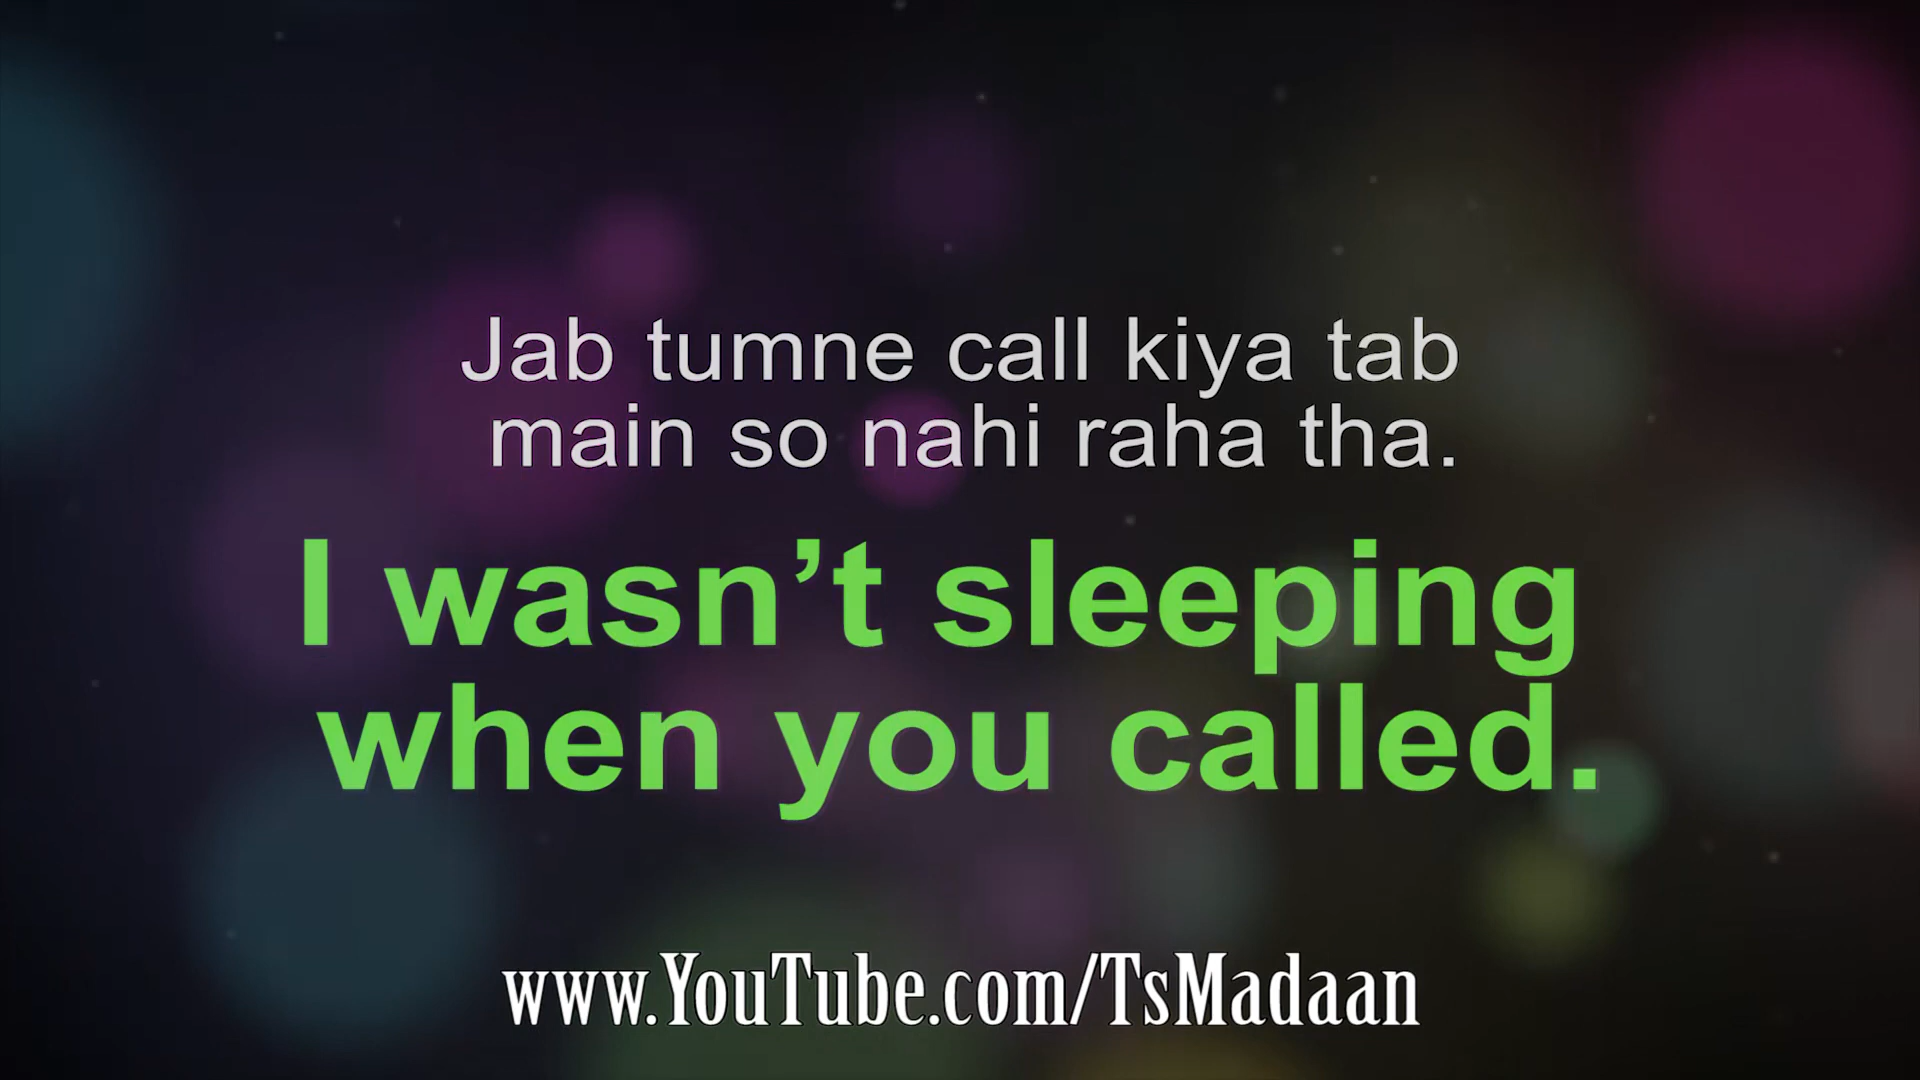 Jab tumne call kiya tab
main so nahi raha tha.
I wasn’t sleeping
when you called.
www.YouTube.com/TsMadaan